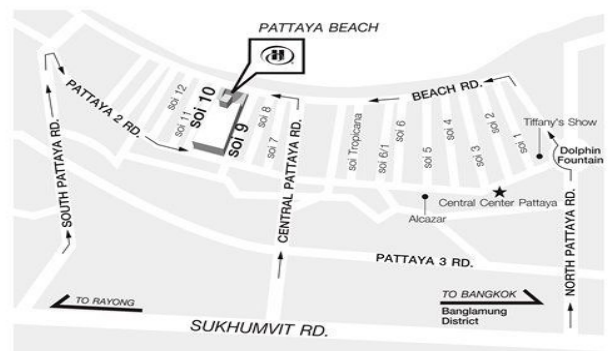 PATTAYA BEACH
H
PATTAYA 2 RD.
soi 12
soi 11
soi 10
soi 9
soi 8
soi 7
BEACH RD.
soi Tropicana
soi 6/1
soi 6
soi 5
soi 4
soi 3
soi 2
soi 1
Tiffany's Show
Dolphin
Fountain
Central Center Pattaya
Alcazar
SOUTH PATTAYA RD.
CENTRAL PATTAYA RD.
NORTH PATTAYA RD.
PATTAYA 3 RD.
TO RAYONG
TO BANGKOK
Banglamung
District
SUKHUMVIT RD.